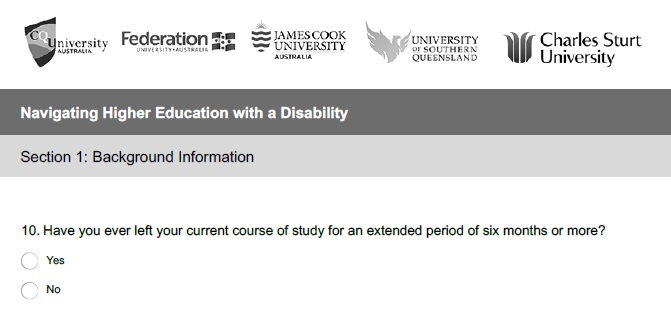 CQUniversity
AUSTRALIA
Federation
UNIVERSITY•AUSTRALIA
JAMES COOK
UNIVERSITY
AUSTRALIA
UNIVERSITY
OF SOUTHERN
QUEENSLAND
Charles Sturt
University
Navigating Higher Education with a Disability
Section 1: Background Information
10. Have you ever left your current course of study for an extended period of six months or more?
Yes
No